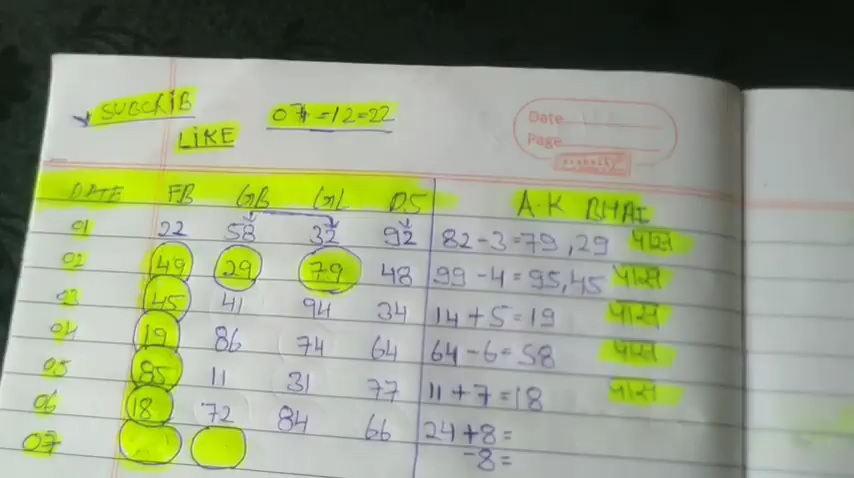 SUBCRIB
LIKE
07=12=22
Date
Page
DATE FB GB GL DS A.K BHAI
01 22 58 32 92 82-3=79,29 पास
02 49 29 79 48 99-4=95,45 पास
03 45 41 94 34 14+5=19 पास
04 19 86 74 64 64-6=58 पास
05 85 11 31 77 11+7=18 पास
06 18 72 84 66 24+8=
07 -8=